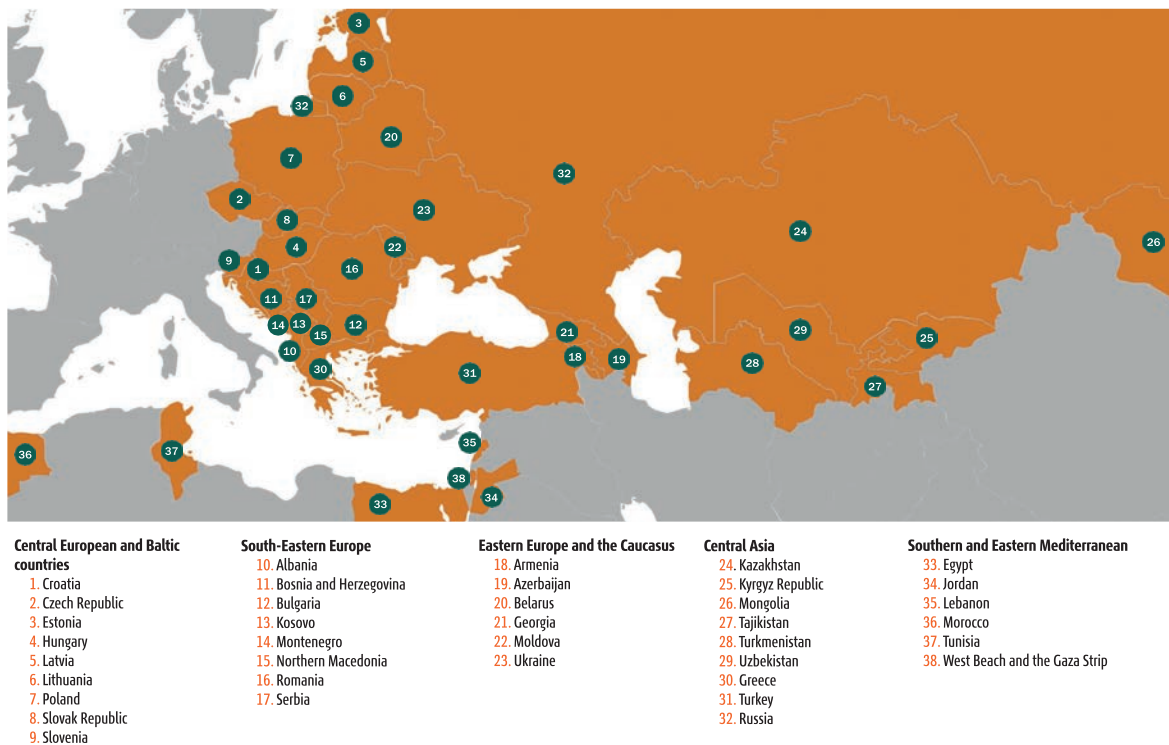 3
5
6
32
20
7
32
2
23
8
24
22
4
26
9
1
16
11
17
14
13
12
29
15
21
25
10
18
19
28
30
31
27
35
37
36
38
34
33
Central European and Baltic
countries
1. Croatia
2. Czech Republic
3. Estonia
4. Hungary
5. Latvia
6. Lithuania
7. Poland
8. Slovak Republic
9. Slovenia
South-Eastern Europe
10. Albania
11. Bosnia and Herzegovina
12. Bulgaria
13. Kosovo
14. Montenegro
15. Northern Macedonia
16. Romania
17. Serbia
Eastern Europe and the Caucasus
18. Armenia
19. Azerbaijan
20. Belarus
21. Georgia
22. Moldova
23. Ukraine
Central Asia
24. Kazakhstan
25. Kyrgyz Republic
26. Mongolia
27. Tajikistan
28. Turkmenistan
29. Uzbekistan
30. Greece
31. Turkey
32. Russia
Southern and Eastern Mediterranean
33. Egypt
34. Jordan
35. Lebanon
36. Morocco
37. Tunisia
38. West Beach and the Gaza Strip